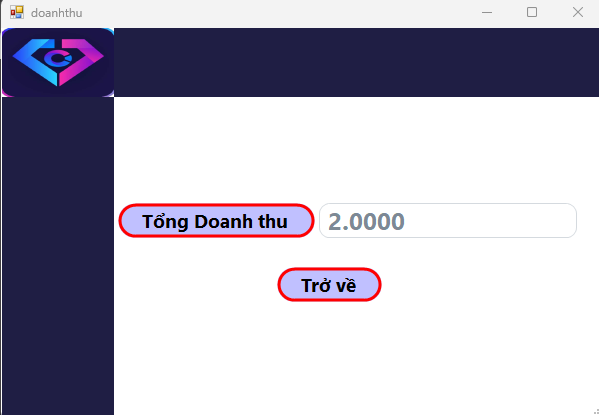 doanhthu
Tổng Doanh thu 2.0000
Trở về